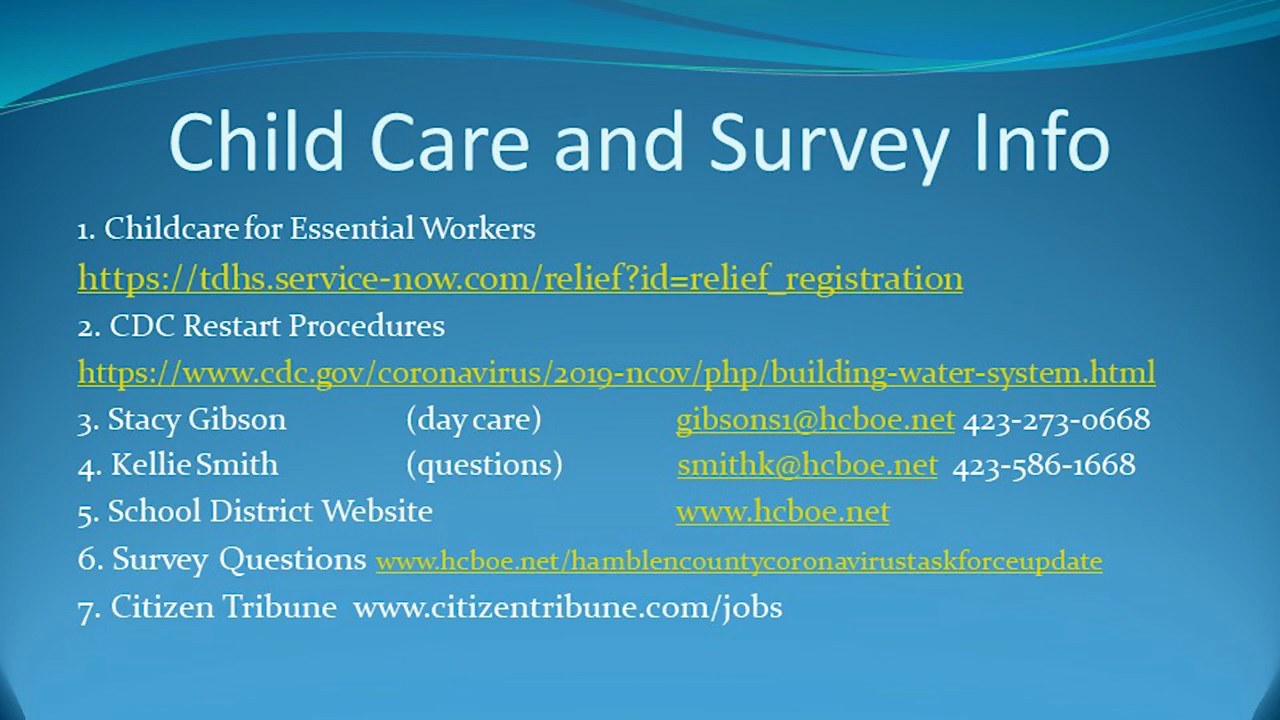 Child Care and Survey Info
1. Childcare for Essential Workers
https://tdhs.service-now.com/relief?id=relief_registration
2. CDC Restart Procedures
https://www.cdc.gov/coronavirus/2019-ncov/php/building-water-system.html
3. Stacy Gibson (day care) gibsons1@hcboe.net 423-273-0668
4. Kellie Smith (questions) smithk@hcboe.net 423-586-1668
5. School District Website www.hcboe.net
6. Survey Questions www.hcboe.net/hamblencountycoronavirustaskforceupdate
7. Citizen Tribune www.citizentribune.com/jobs